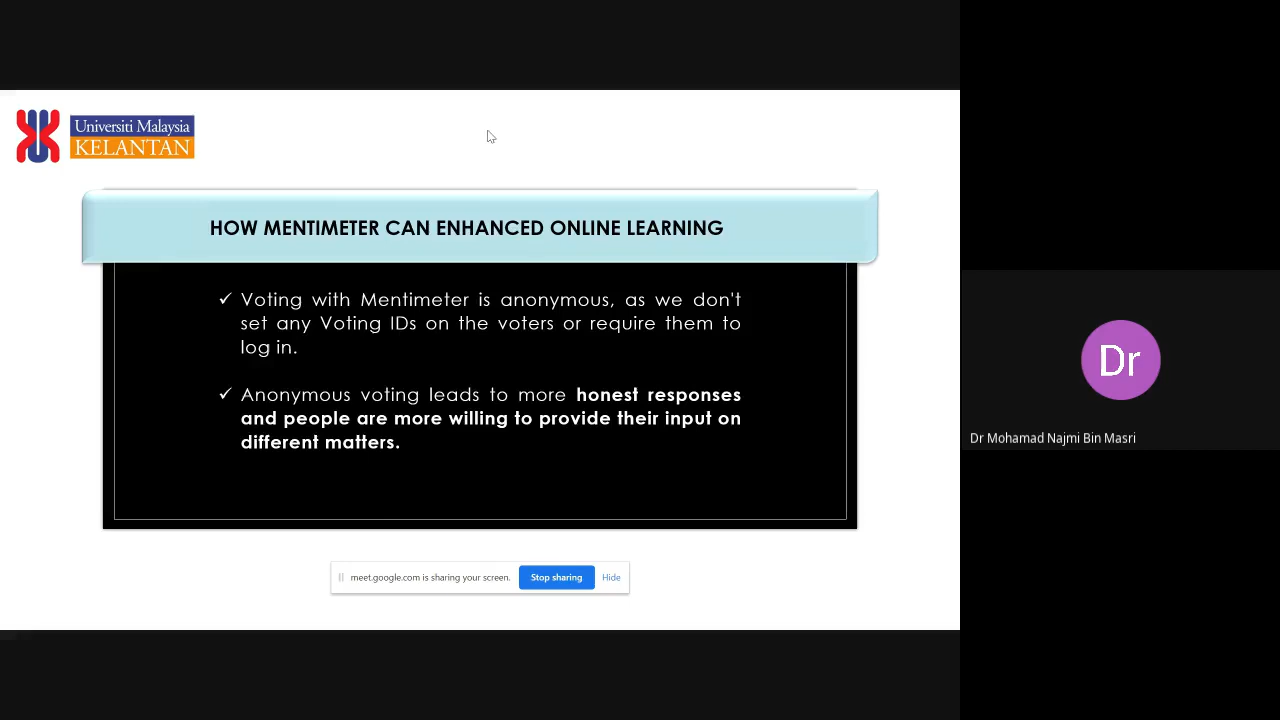 Universiti Malaysia
KELANTAN
HOW MENTIMETER CAN ENHANCED ONLINE LEARNING
✓ Voting with Mentimeter is anonymous, as we don't
set any Voting IDs on the voters or require them to
log in.
✓ Anonymous voting leads to more honest responses
and people are more willing to provide their input on
different matters.
meet.google.com is sharing your screen. Stop sharing Hide
Dr
Dr Mohamad Najmi Bin Masri